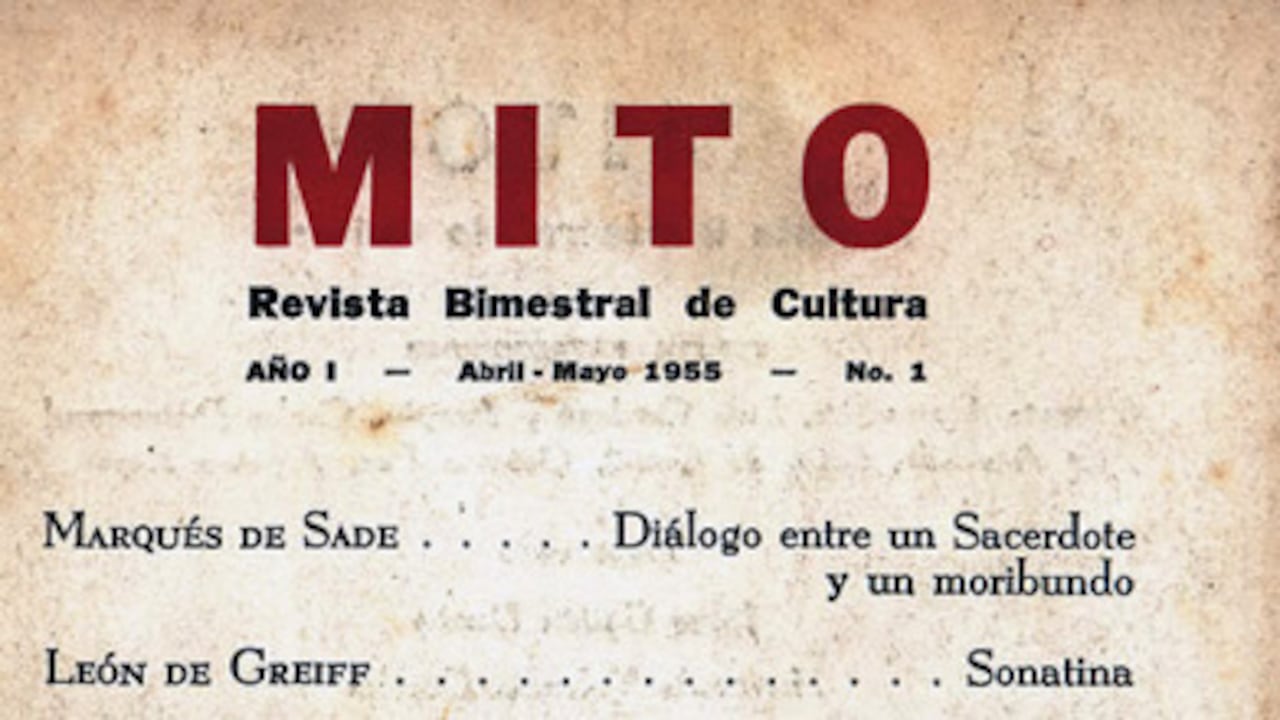 MITO
Revista Bimestral de Cultura
AÑO I — Abril - Mayo 1955 — No. 1
MARQUÉS DE SADE . . . . . Diálogo entre un Sacerdote
y un moribundo
LEÓN DE GREIFF . . . . . . . . . . . . . . Sonatina